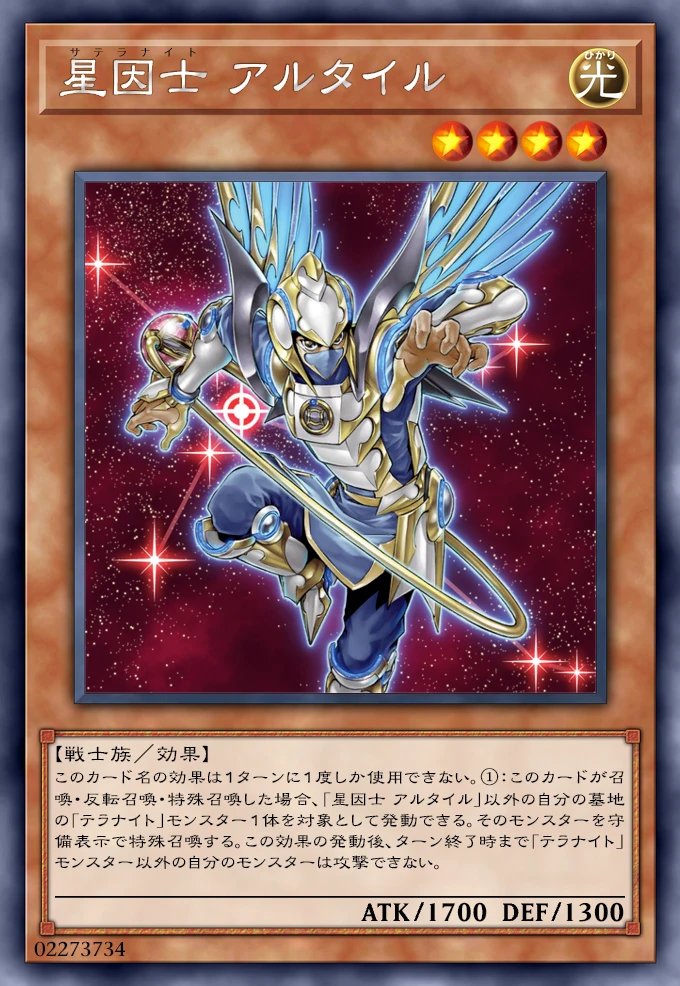 サテラナイト
星因士 アルタイル
ひかり
光
【戦士族／効果】
このカード名の効果は１ターンに１度しか使用できない。①：このカードが召
喚・反転召喚・特殊召喚した場合、「星因士 アルタイル」以外の自分の墓地
の「テラナイト」モンスター１体を対象として発動できる。そのモンスターを守
備表示で特殊召喚する。この効果の発動後、ターン終了時まで「テラナイト」
モンスター以外の自分のモンスターは攻撃できない。
ATK/1700 DEF/1300
02273734